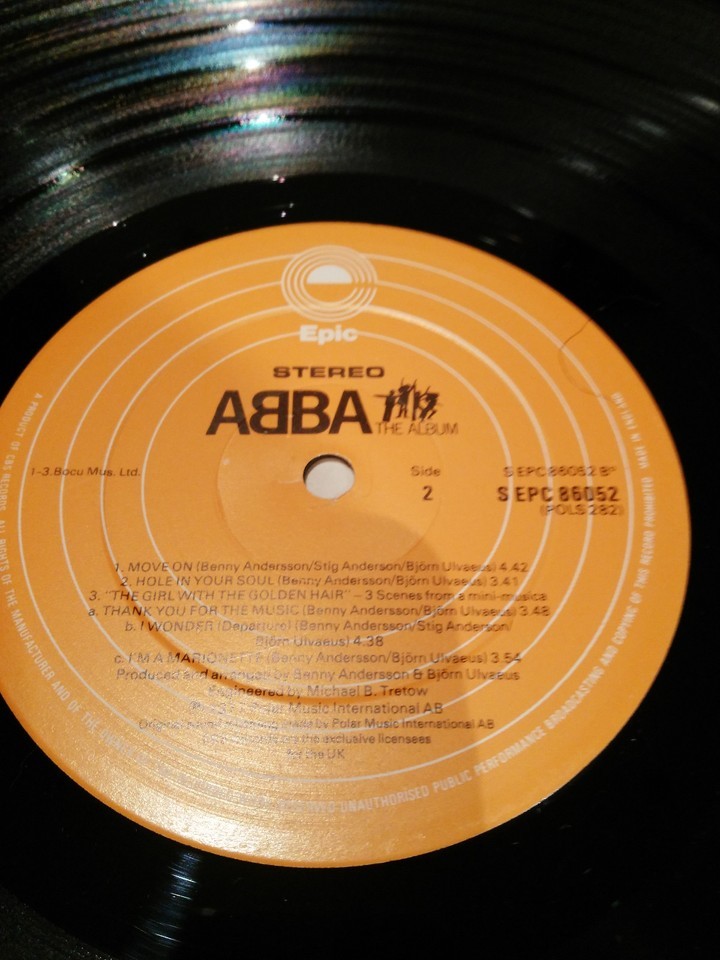 Epic
STEREO
ABBA
THE ALBUM
1-3. Bocu Mus. Ltd.
Side
2
S EPC 86052 B
S EPC 86052
(POLS 282)
1. MOVE ON (Benny Andersson/Stig Anderson/Björn Ulvaeus) 4.42
2. HOLE IN YOUR SOUL (Benny Andersson/Björn Ulvaeus) 3.41
3. "THE GIRL WITH THE GOLDEN HAIR" – 3 Scenes from a mini-musical
a. THANK YOU FOR THE MUSIC (Benny Andersson/Björn Ulvaeus) 3.48
b. I WONDER (Departure) (Benny Andersson/Stig Anderson/
Björn Ulvaeus) 4.38
c. I'M A MARIONETTE (Benny Andersson/Björn Ulvaeus) 3.54
Produced and arranged by Benny Andersson & Björn Ulvaeus
Engineered by Michael B. Tretow
Polar Music International AB
Original sound recording made by Polar Music International AB
the exclusive licensees
for the UK
A PRODUCT OF CBS RECORDS ALL RIGHTS OF THE MANUFACTURER AND OF THE UNAUTHORISED PUBLIC PERFORMANCE BROADCASTING AND COPYING OF THIS RECORD PROHIBITED MADE IN ENGLAND